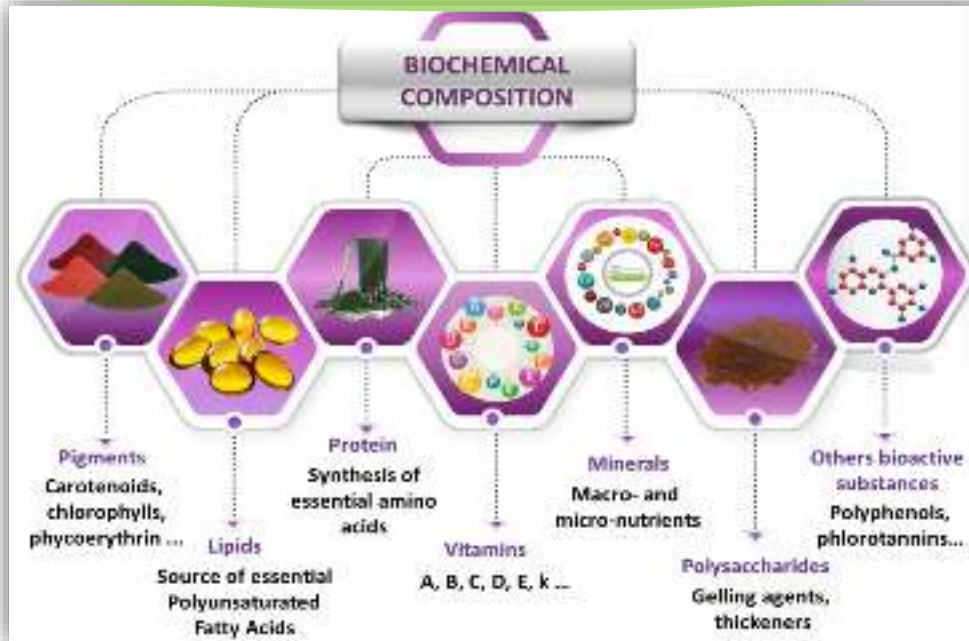 BIOCHEMICAL
COMPOSITION
Pigments
Carotenoids,
chlorophylls,
phycoerythrin ...
Lipids
Source of essential
Polyunsaturated
Fatty Acids
Protein
Synthesis of
essential amino
acids
Vitamins
A, B, C, D, E, k ...
Minerals
Macro- and
micro-nutrients
Polysaccharides
Gelling agents,
thickeners
Others bioactive
substances
Polyphenols,
phlorotannins...